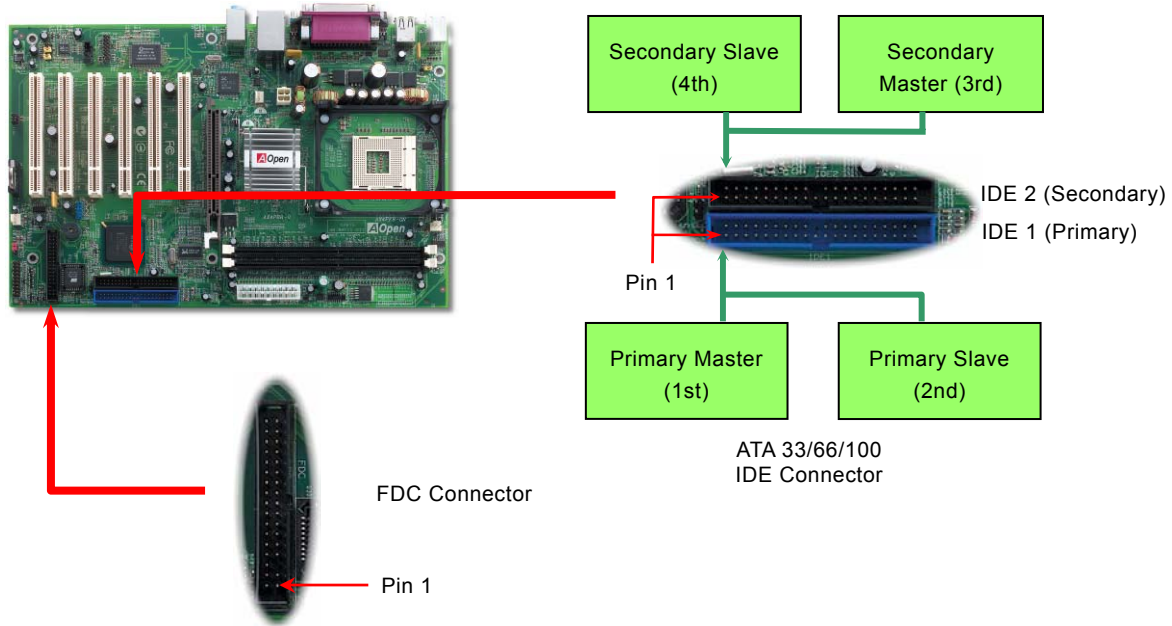 Secondary Slave
(4th)
Secondary
Master (3rd)
AOpen
AOpen
IDE 2 (Secondary)
IDE 1 (Primary)
Pin 1
Primary Master
(1st)
Primary Slave
(2nd)
ATA 33/66/100
IDE Connector
FDC
FDC Connector
Pin 1